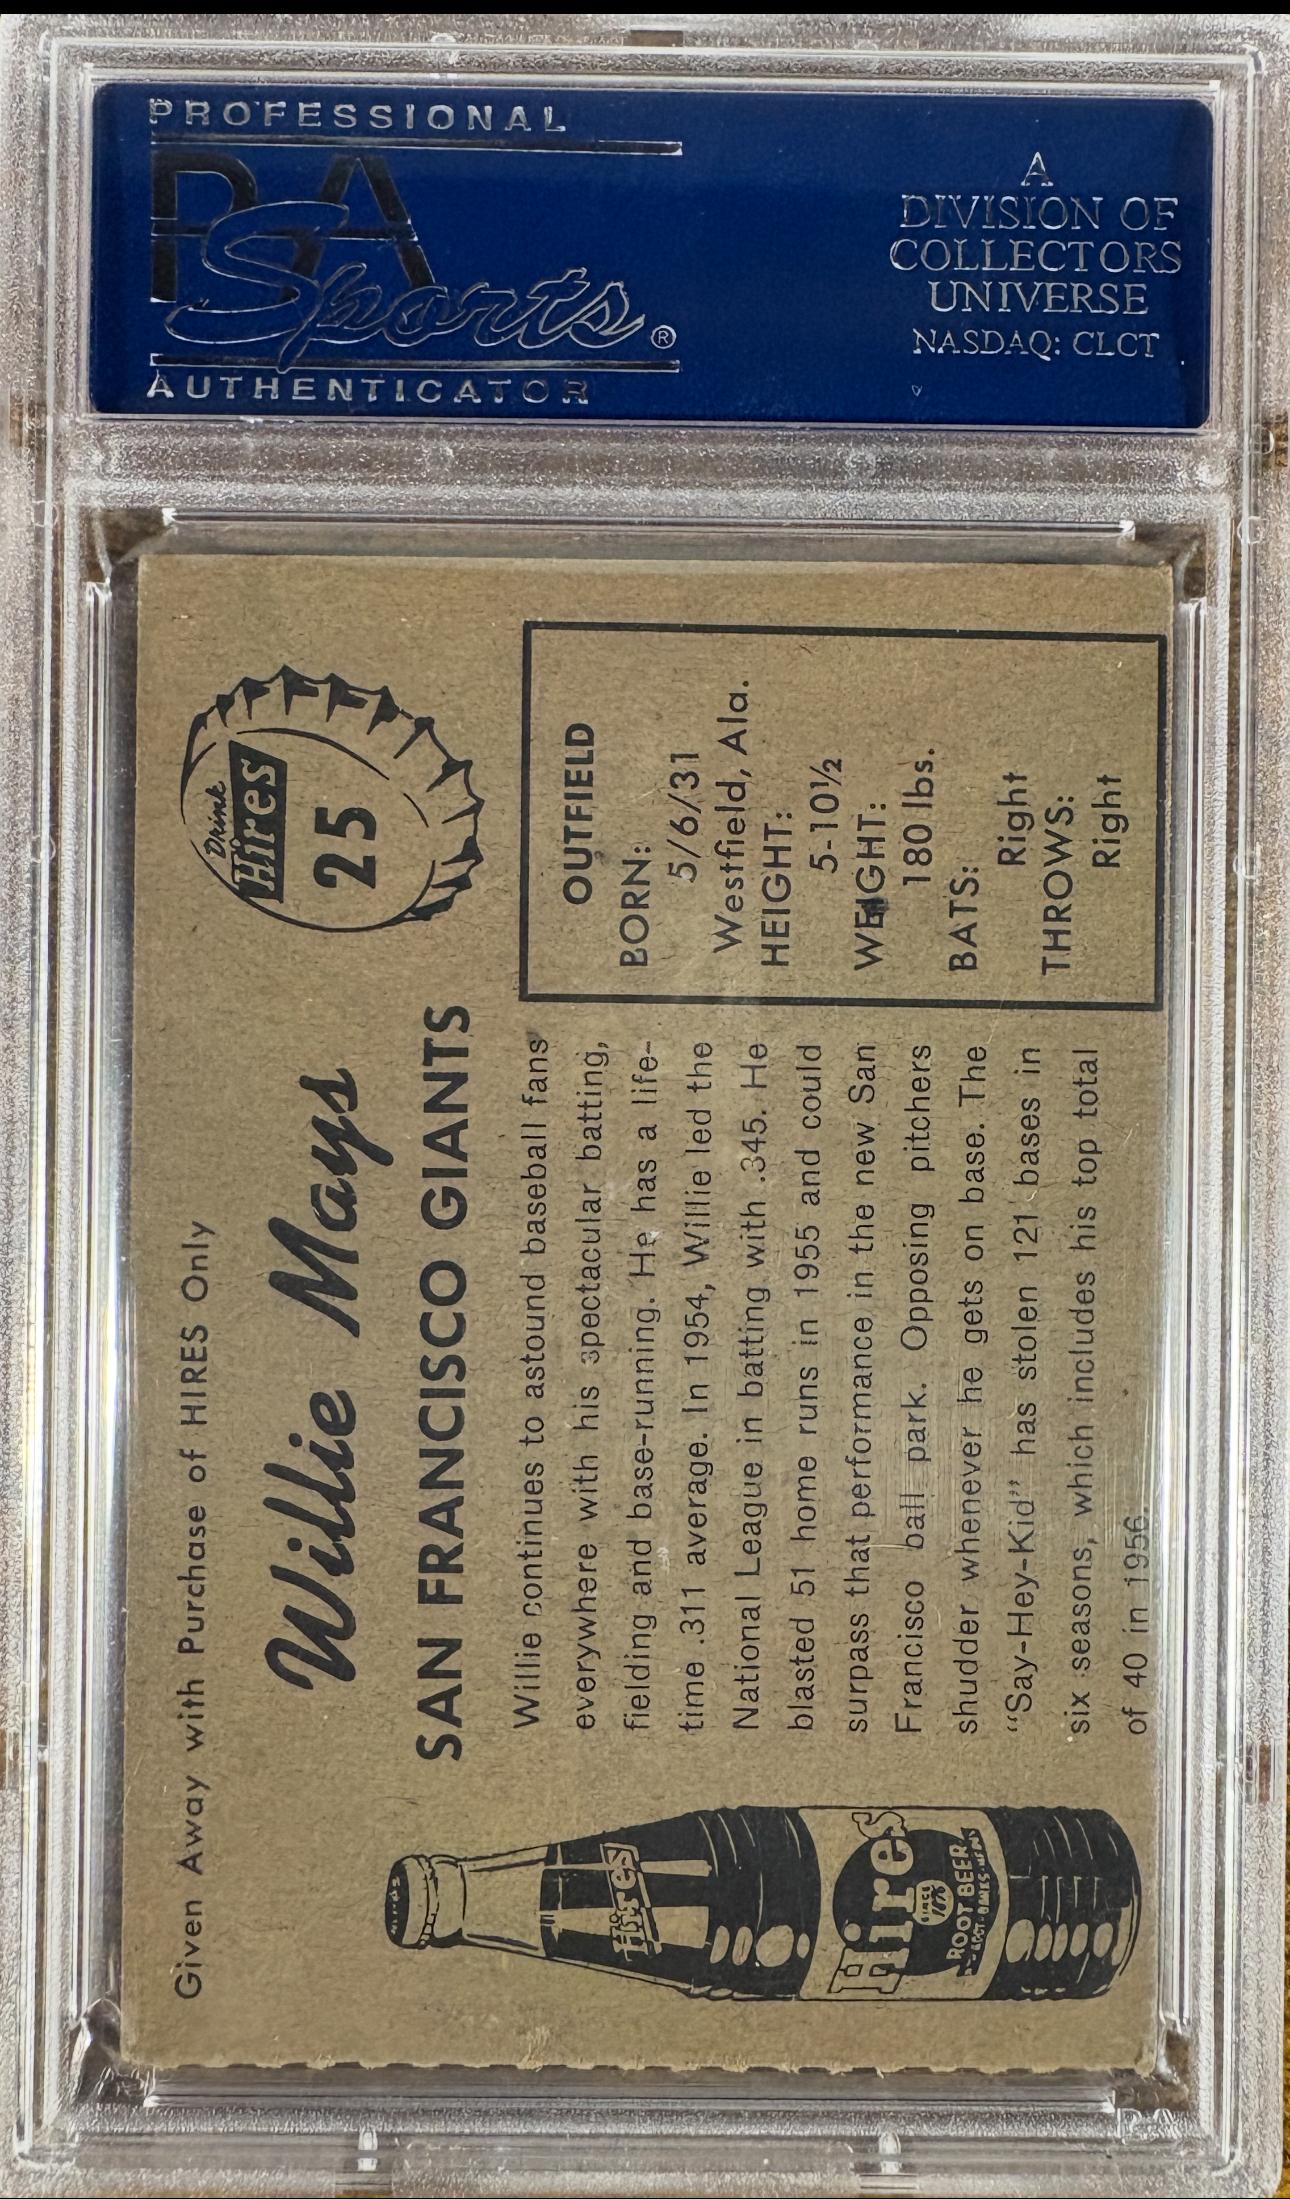 PROFESSIONAL
PSA
Sports®
AUTHENTICATOR
A
DIVISION OF
COLLECTORS
UNIVERSE
NASDAQ: CLCT
Given Away with Purchase of HIRES Only
Willie Mays
SAN FRANCISCO GIANTS
Drink
Hires
25
Willie continues to astound baseball fans
everywhere with his spectacular batting,
fielding and base-running. He has a life-
time .311 average. In 1954, Willie led the
National League in batting with .345. He
blasted 51 home runs in 1955 and could
surpass that performance in the new San
Francisco ball park. Opposing pitchers
shudder whenever he gets on base. The
“Say-Hey-Kid” has stolen 121 bases in
six seasons, which includes his top total
of 40 in 1956.
OUTFIELD
BORN:
5/6/31
Westfield, Ala.
HEIGHT:
5-10½
WEIGHT:
180 lbs.
BATS:
Right
THROWS:
Right
Hires
Hires
SINCE
1876
ROOT BEER